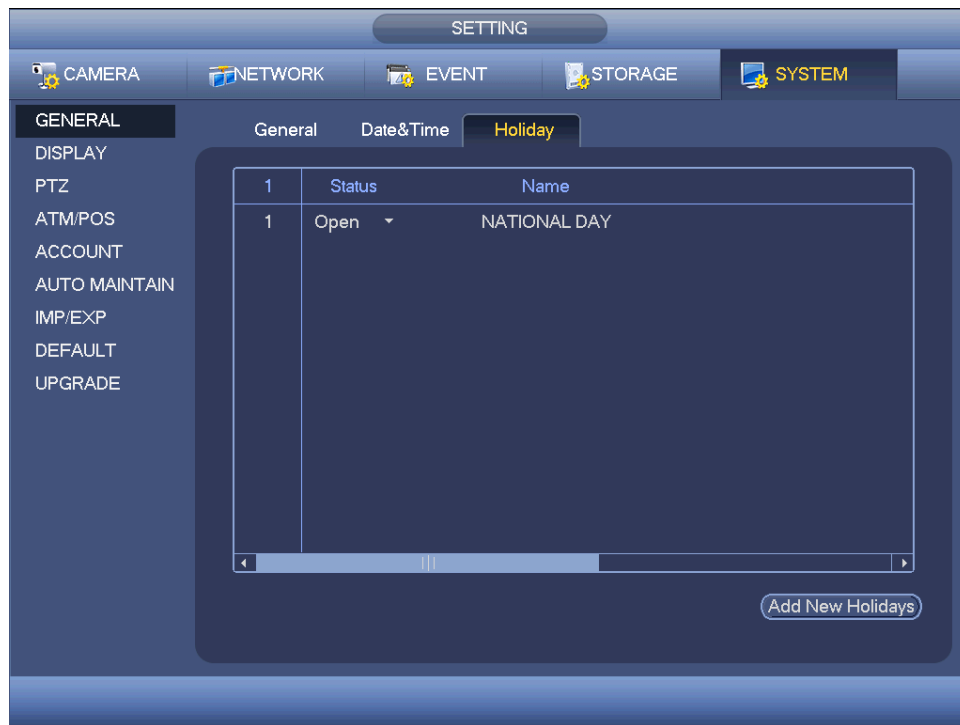 SETTING
CAMERA NETWORK EVENT STORAGE SYSTEM
GENERAL
DISPLAY
PTZ
ATM/POS
ACCOUNT
AUTO MAINTAIN
IMP/EXP
DEFAULT
UPGRADE
General Date&Time Holiday
1 Status Name
1 Open NATIONAL DAY
Add New Holidays